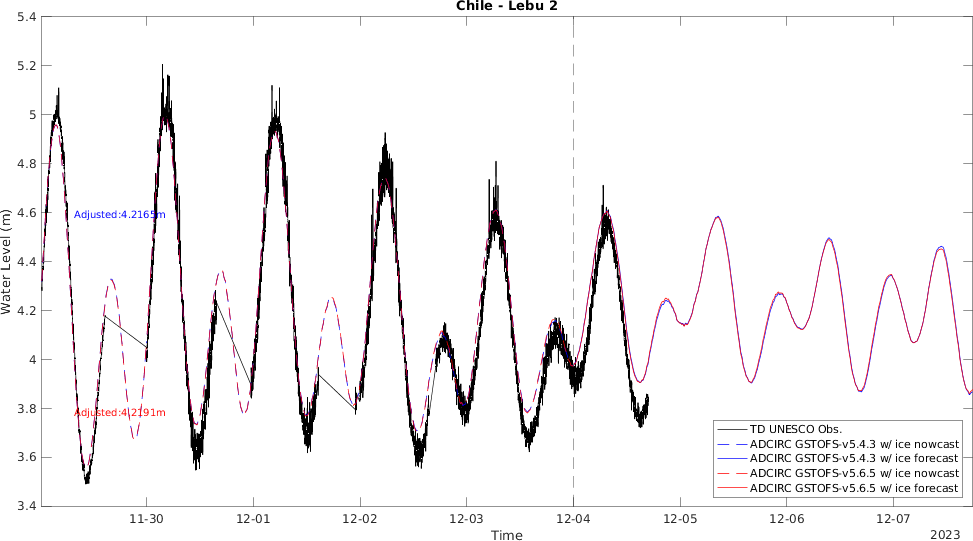 Chile - Lebu 2
5.4
5.2
5
4.8
4.6
4.4
4.2
4
3.8
3.6
3.4
Water Level (m)
Adjusted:4.2165m
Adjusted:4.2191m
TD UNESCO Obs.
ADCIRC GSTOFS-v5.4.3 w/ ice nowcast
ADCIRC GSTOFS-v5.4.3 w/ ice forecast
ADCIRC GSTOFS-v5.6.5 w/ ice nowcast
ADCIRC GSTOFS-v5.6.5 w/ ice forecast
11-30 12-01 12-02 12-03 12-04 12-05 12-06 12-07
Time
2023